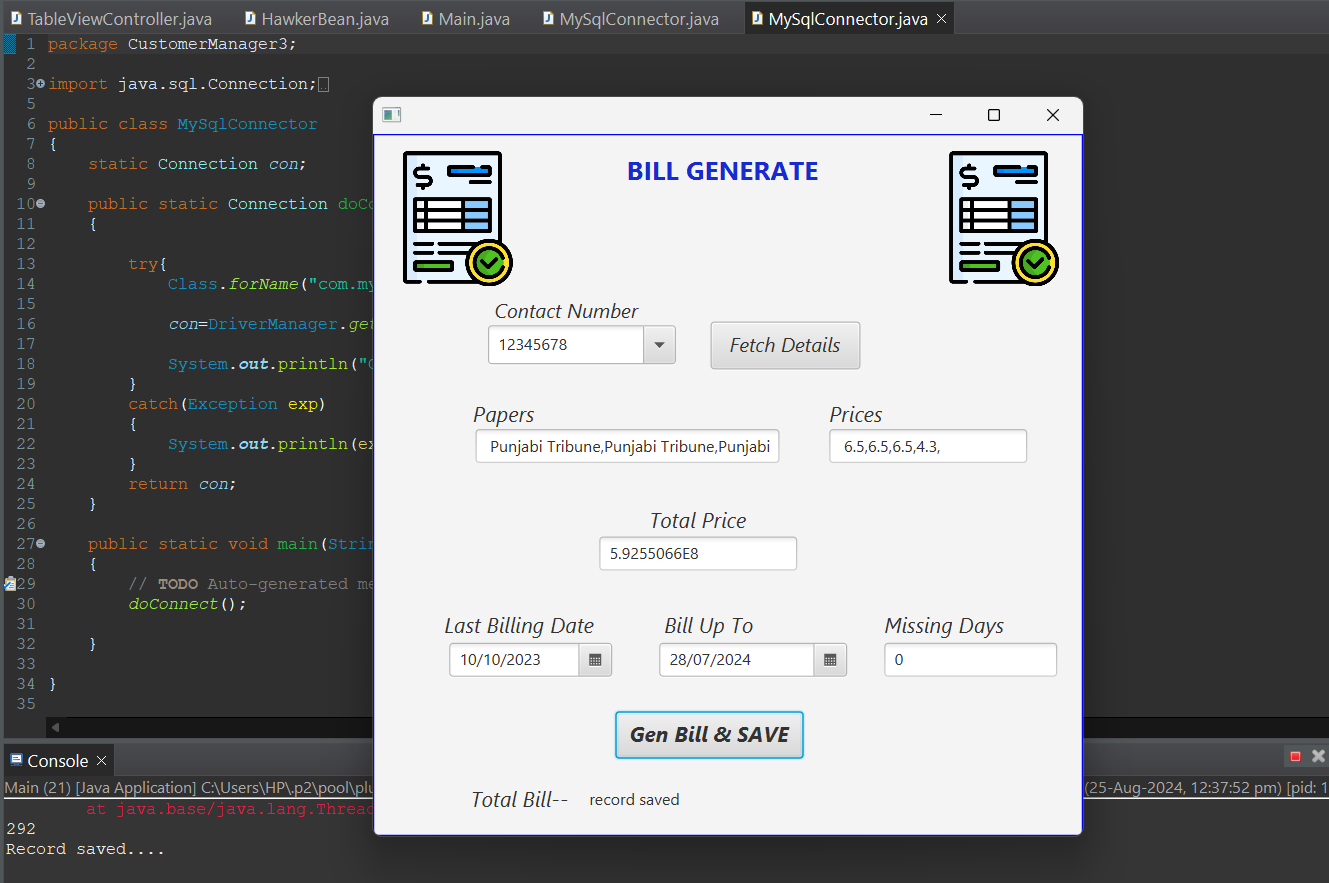 TableViewController.java HawkerBean.java Main.java MySqlConnector.java MySqlConnector.java
1 package CustomerManager3;
2
3 import java.sql.Connection;
5
6 public class MySqlConnector
7 {
8 static Connection con;
9
10 public static Connection doCo
11 {
12
13 try{
14 Class.forName("com.my
15
16 con=DriverManager.get
17
18 System.out.println("C
19 }
20 catch(Exception exp)
21 {
22 System.out.println(ex
23 }
24 return con;
25 }
26
27 public static void main(Strin
28 {
29 // TODO Auto-generated me
30 doConnect();
31
32 }
33
34 }
35
BILL GENERATE
Contact Number
12345678
Fetch Details
Papers Prices
Punjabi Tribune,Punjabi Tribune,Punjabi 6.5,6.5,6.5,4.3,
Total Price
5.9255066E8
Last Billing Date Bill Up To Missing Days
10/10/2023 28/07/2024 0
Gen Bill & SAVE
Total Bill-- record saved
Console
Main (21) [Java Application] C:\Users\HP\.p2\pool\plu (25-Aug-2024, 12:37:52 pm) [pid: 1
at java.base/java.lang.Threa
292
Record saved....